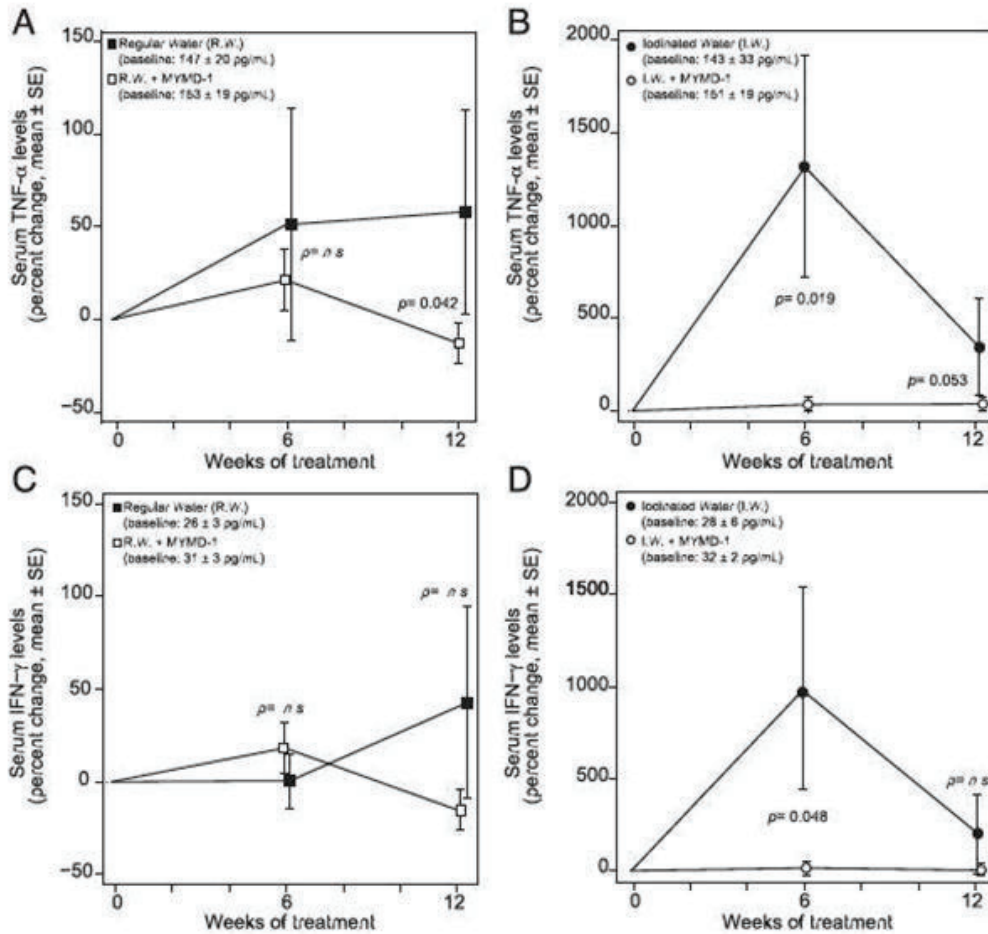 A
150
■ Regular Water (R.W.)
(baseline: 147 ± 20 pg/mL)
□ R.W. + MYMD-1
(baseline: 153 ± 19 pg/mL)
100
50
0
−50
Serum TNF-α levels
(percent change, mean ± SE)
p= n s
p= 0.042
0
6
12
Weeks of treatment
B
2000
● Iodinated Water (I.W.)
(baseline: 143 ± 33 pg/mL)
○ I.W. + MYMD-1
(baseline: 151 ± 19 pg/mL)
1500
1000
500
0
Serum TNF-α levels
(percent change, mean ± SE)
p= 0.019
p= 0.053
0
6
12
Weeks of treatment
C
150
■ Regular Water (R.W.)
(baseline: 26 ± 3 pg/mL)
□ R.W. + MYMD-1
(baseline: 31 ± 3 pg/mL)
100
50
0
−50
Serum IFN−γ levels
(percent change, mean ± SE)
p= n s
p= n s
0
6
12
Weeks of treatment
D
2000
● Iodinated Water (I.W.)
(baseline: 28 ± 6 pg/mL)
○ I.W. + MYMD-1
(baseline: 32 ± 2 pg/mL)
1500
1000
500
0
Serum IFN−γ levels
(percent change, mean ± SE)
p= 0.048
p= n s
0
6
12
Weeks of treatment